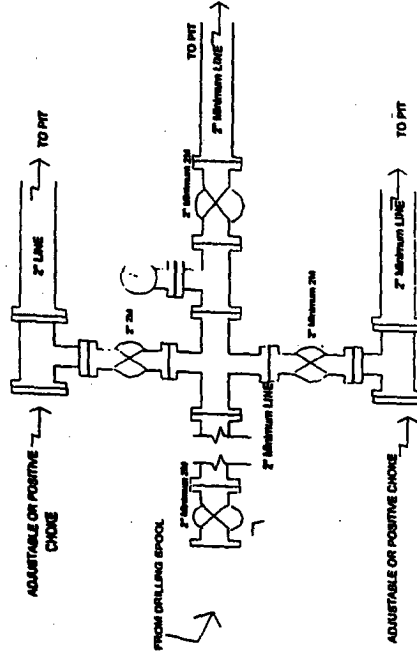 ADJUSTABLE OR POSITIVE
CHOKE
2" LINE
TO PIT
2" 2M
FROM DRILLING SPOOL
2" Minimum 2M
2" Minimum LINE
2" Minimum 2M
2" Minimum LINE
TO PIT
2" Minimum 2M
ADJUSTABLE OR POSITIVE CHOKE
2" Minimum LINE
TO PIT